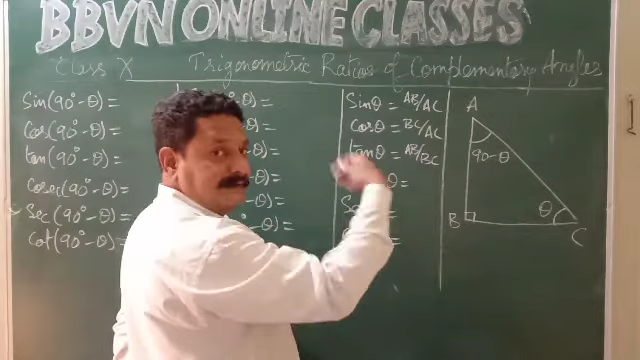 BBVN ONLINE CLASSES
Class X Trigonometric Ratios of Complementary Angles
Sin(90°-θ)=
Cos(90°-θ)=
tan(90°-θ)=
Cosec(90°-θ)=
Sec(90°-θ)=
Cot(90°-θ)=
-θ)=
-θ)=
-θ)=
-θ)=
-θ)=
°-θ)=
Sinθ = AB/AC
Cosθ = BC/AC
tanθ = AB/BC
θ =
=
=
A
90-θ
B
θ
C